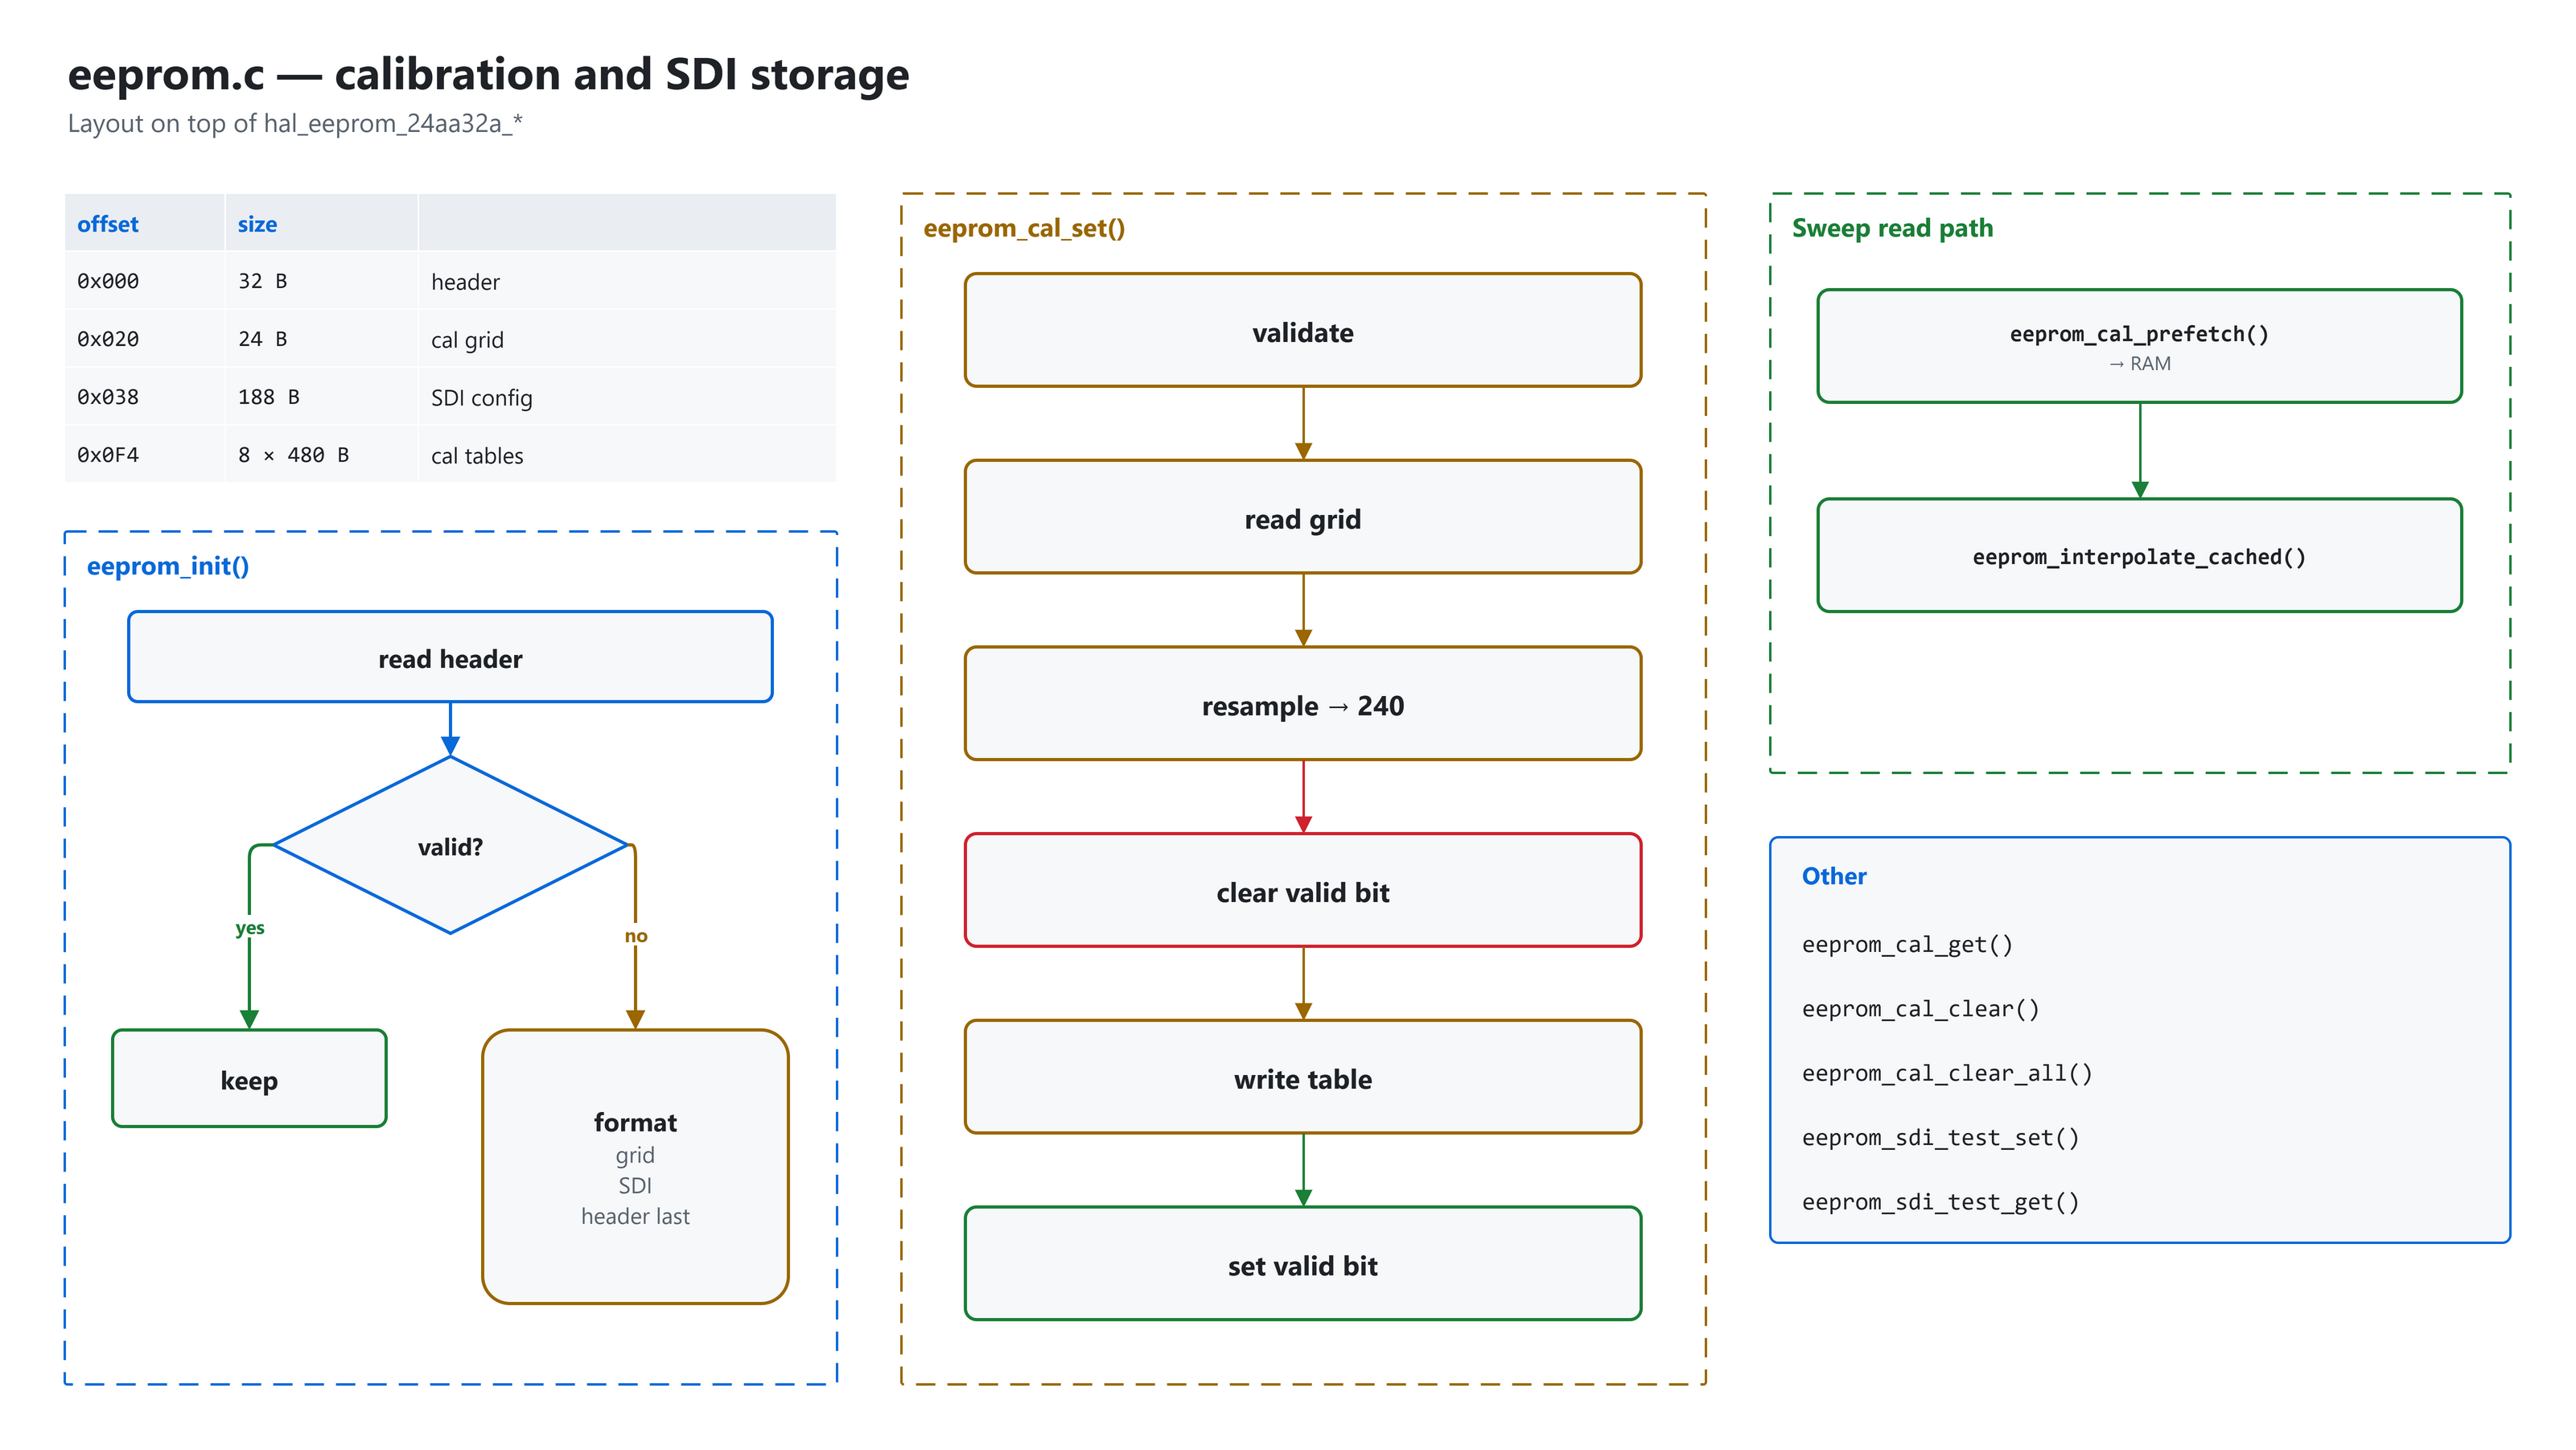 eeprom.c — calibration and SDI storage
Layout on top of hal_eeprom_24aa32a_*
offset size
0x000 32 B header
0x020 24 B cal grid
0x038 188 B SDI config
0x0F4 8 × 480 B cal tables
eeprom_init()
read header
valid?
yes
no
keep
format
grid
SDI
header last
eeprom_cal_set()
validate
read grid
resample → 240
clear valid bit
write table
set valid bit
Sweep read path
eeprom_cal_prefetch()
→ RAM
eeprom_interpolate_cached()
Other
eeprom_cal_get()
eeprom_cal_clear()
eeprom_cal_clear_all()
eeprom_sdi_test_set()
eeprom_sdi_test_get()